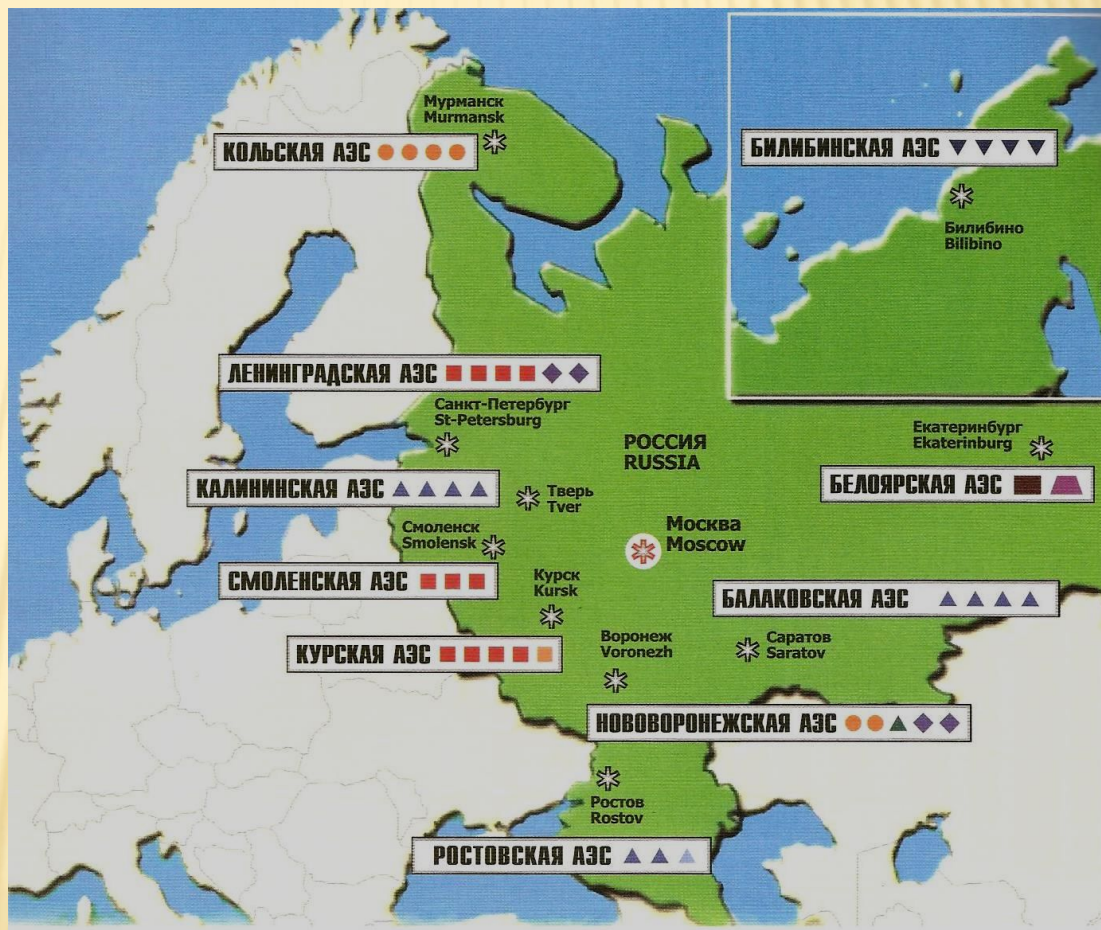 Мурманск
Murmansk
КОЛЬСКАЯ АЭС
БИЛИБИНСКАЯ АЭС
Билибино
Bilibino
ЛЕНИНГРАДСКАЯ АЭС
Санкт-Петербург
St-Petersburg
РОССИЯ
RUSSIA
Екатеринбург
Ekaterinburg
БЕЛОЯРСКАЯ АЭС
КАЛИНИНСКАЯ АЭС
Тверь
Tver
Смоленск
Smolensk
Москва
Moscow
СМОЛЕНСКАЯ АЭС
Курск
Kursk
БАЛАКОВСКАЯ АЭС
Воронеж
Voronezh
Саратов
Saratov
КУРСКАЯ АЭС
НОВОВОРОНЕЖСКАЯ АЭС
Ростов
Rostov
РОСТОВСКАЯ АЭС